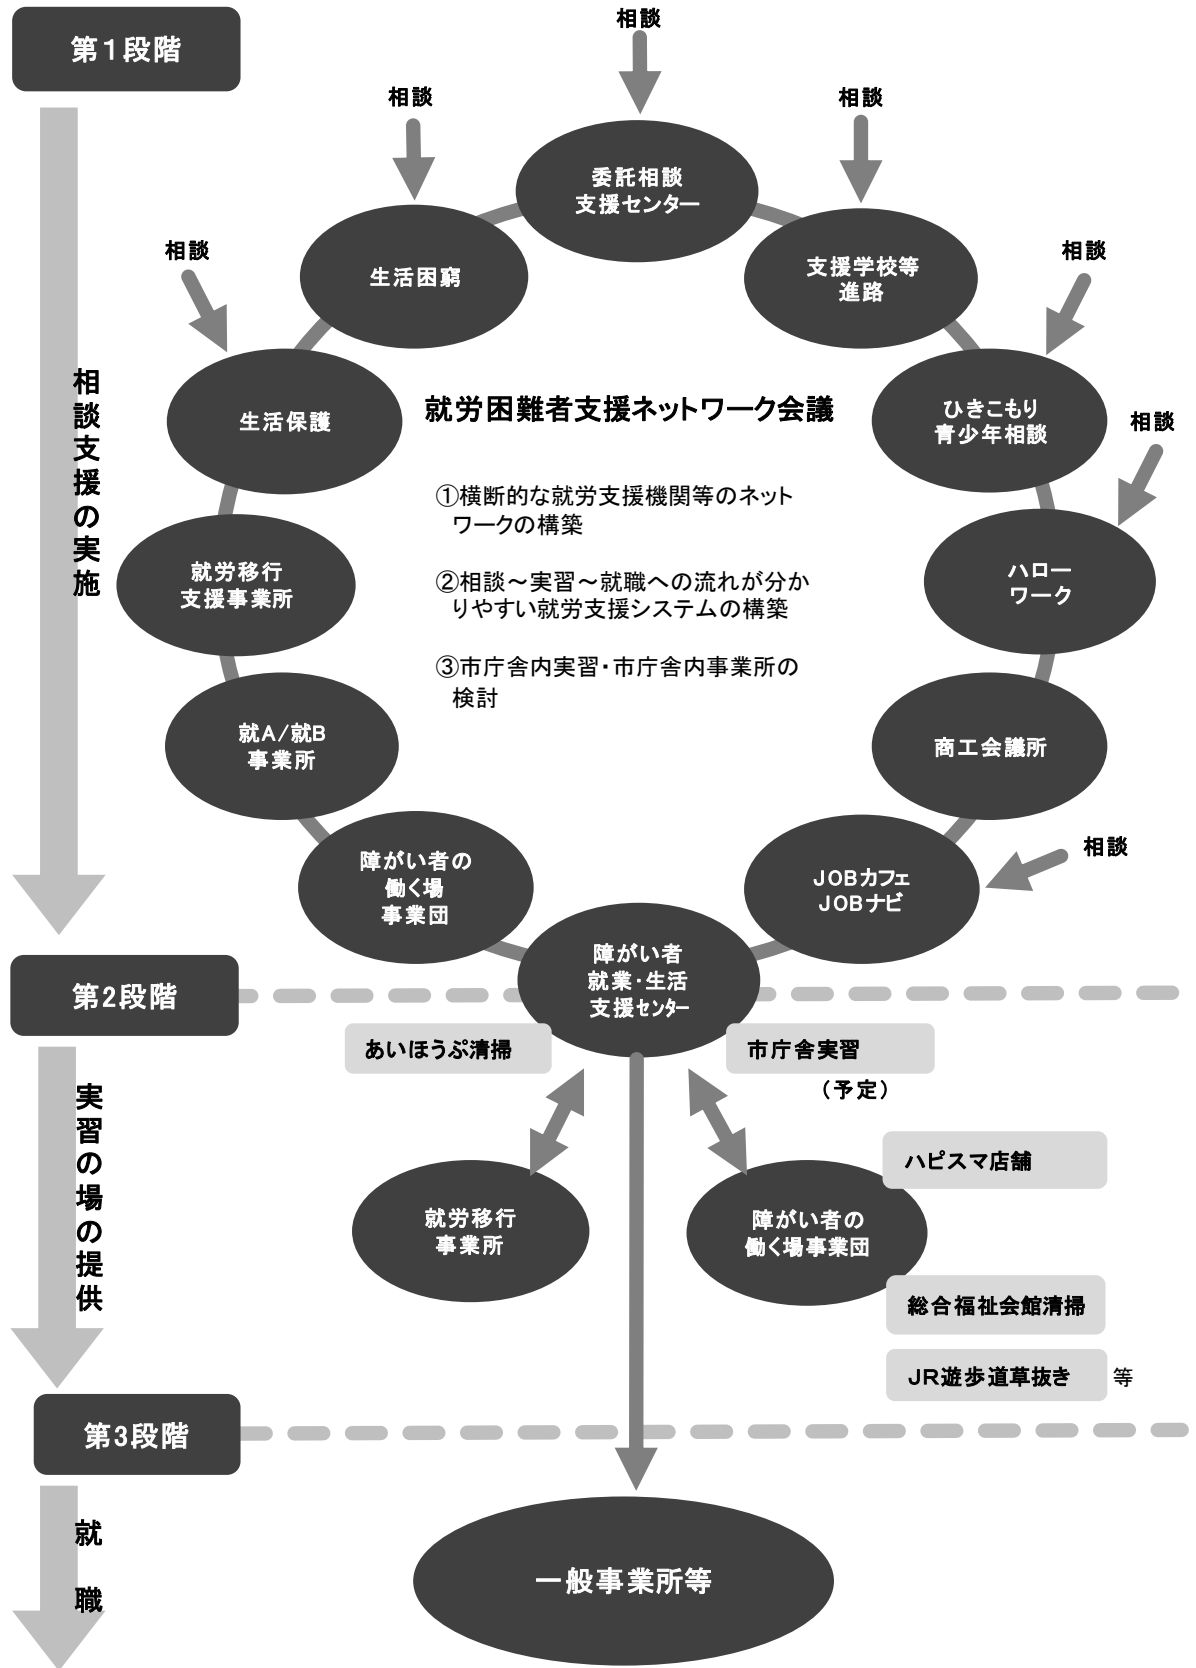 第１段階
相談
相談
相談
委託相談
支援センター
生活困窮
支援学校等
進路
相談
相談
生活保護
ひきこもり
青少年相談
相談
就労困難者支援ネットワーク会議
①横断的な就労支援機関等のネット
ワークの構築
②相談～実習～就職への流れが分か
りやすい就労支援システムの構築
③市庁舎内実習・市庁舎内事業所の
検討
相談支援の実施
就労移行
支援事業所
ハロー
ワーク
就Ａ/就Ｂ
事業所
商工会議所
障がい者の
働く場
事業団
JOBカフェ
JOBナビ
相談
障がい者
就業・生活
支援センター
第2段階
あいほうぷ清掃
市庁舎実習
（予定）
実習の場の提供
就労移行
事業所
障がい者の
働く場事業団
ハピスマ店舗
総合福祉会館清掃
ＪＲ遊歩道草抜き 等
第3段階
就職
一般事業所等